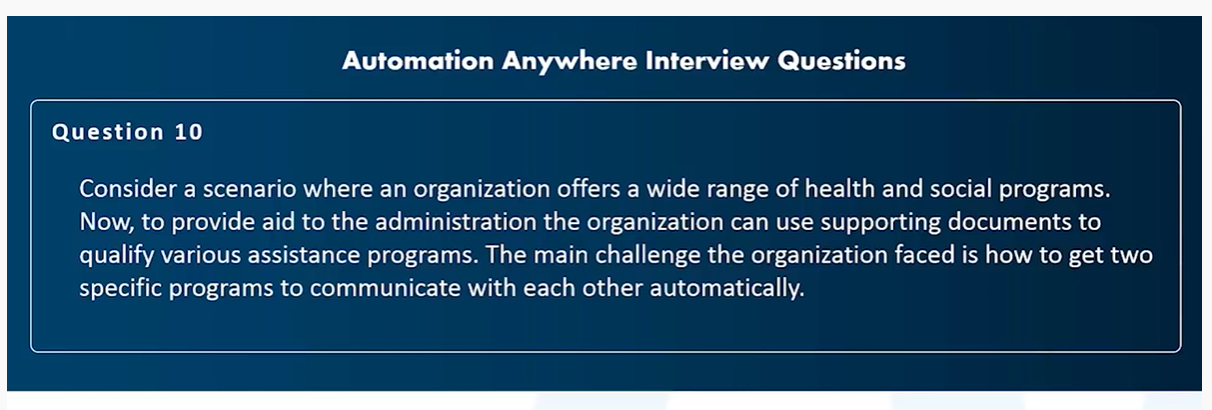 Automation Anywhere Interview Questions
Question 10
Consider a scenario where an organization offers a wide range of health and social programs.
Now, to provide aid to the administration the organization can use supporting documents to
qualify various assistance programs. The main challenge the organization faced is how to get two
specific programs to communicate with each other automatically.